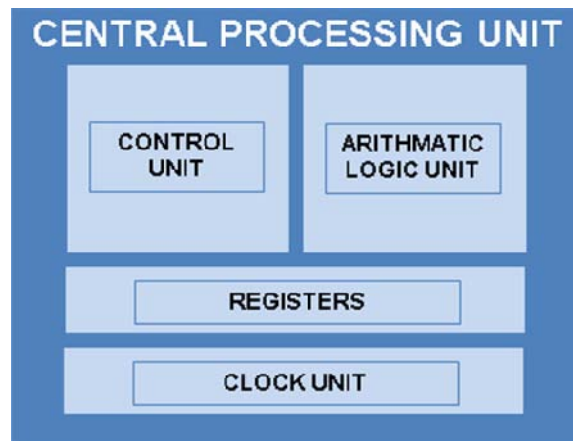 CENTRAL PROCESSING UNIT
CONTROL
UNIT
ARITHMATIC
LOGIC UNIT
REGISTERS
CLOCK UNIT